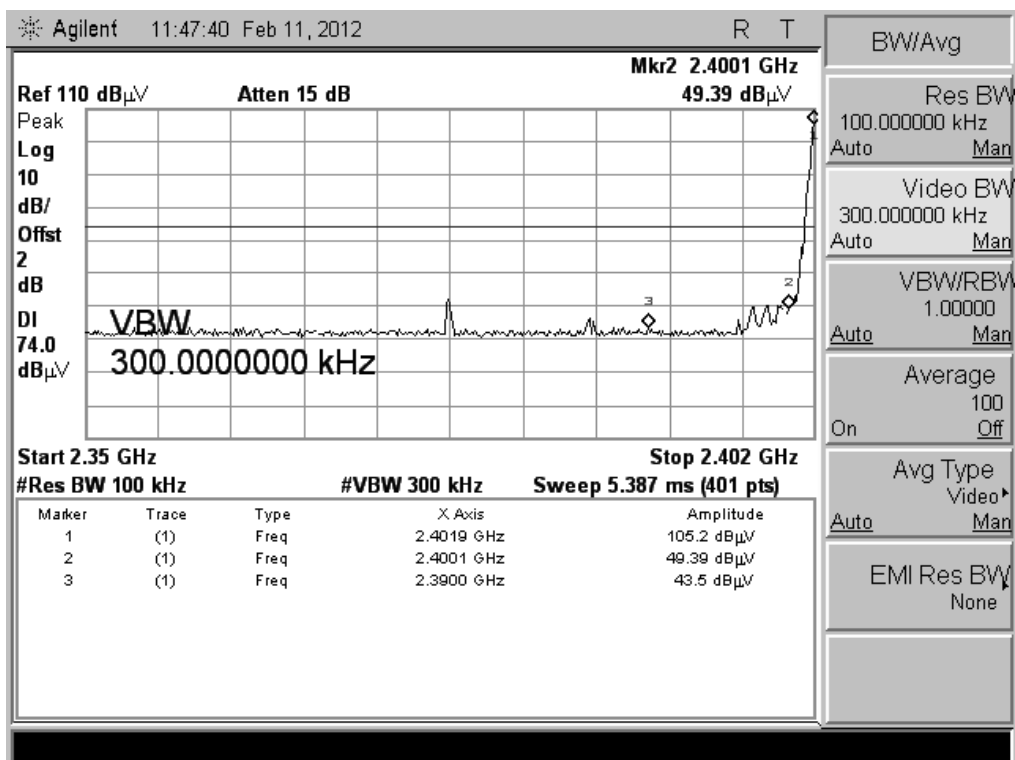 Agilent 11:47:40 Feb 11, 2012 R T
Mkr2 2.4001 GHz
Ref 110 dBµV Atten 15 dB 49.39 dBµV
Peak
Log
10
dB/
Offst
2
dB
DI
74.0
dBµV
1
2
3
VBW
300.0000000 kHz
Start 2.35 GHz Stop 2.402 GHz
#Res BW 100 kHz #VBW 300 kHz Sweep 5.387 ms (401 pts)
Marker Trace Type X Axis Amplitude
1 (1) Freq 2.4019 GHz 105.2 dBµV
2 (1) Freq 2.4001 GHz 49.39 dBµV
3 (1) Freq 2.3900 GHz 43.5 dBµV
BW/Avg
Res BW
100.000000 kHz
Auto Man
Video BW
300.000000 kHz
Auto Man
VBW/RBW
1.00000
Auto Man
Average
100
On Off
Avg Type
Video
Auto Man
EMI Res BW
None